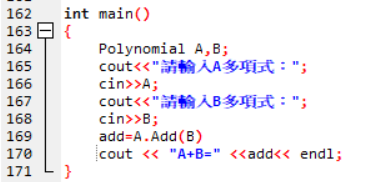 162 int main()
163 {
164 Polynomial A,B;
165 cout<<"請輸入A多項式：";
166 cin>>A;
167 cout<<"請輸入B多項式：";
168 cin>>B;
169 add=A.Add(B)
170 cout << "A+B=" <<add<< endl;
171 }